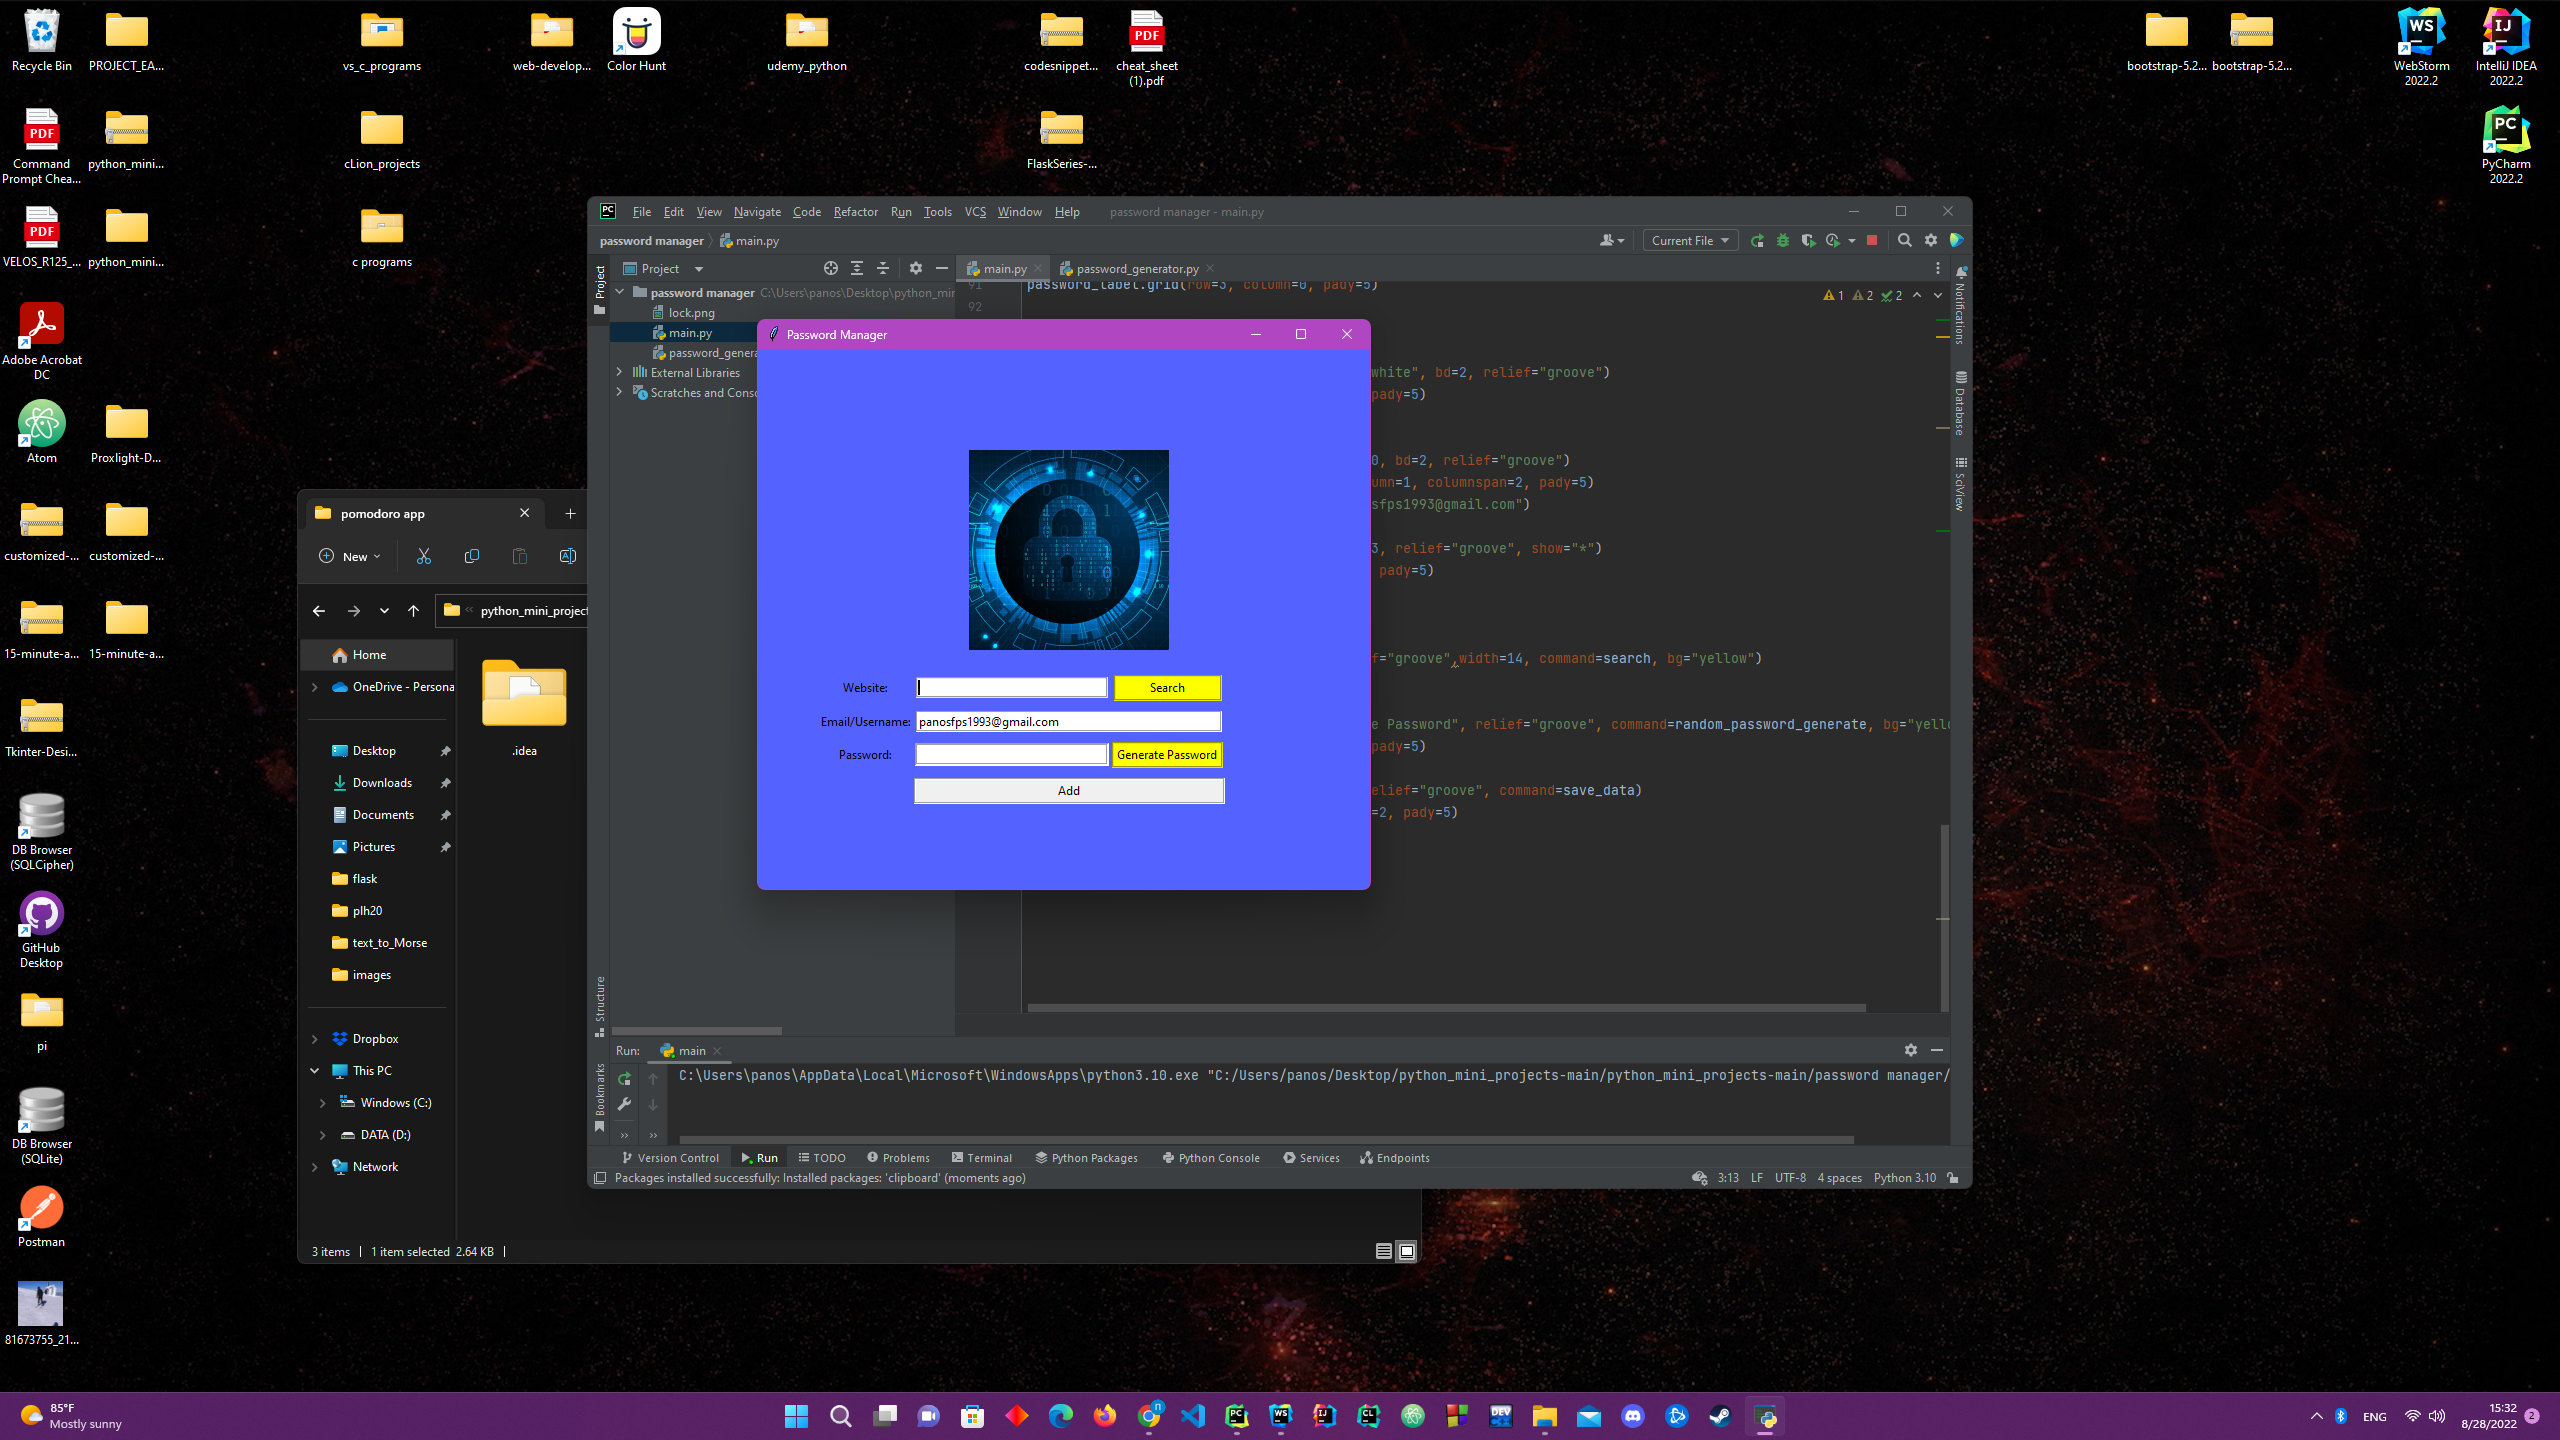 Recycle Bin
PROJECT_EA...
vs_c_programs
web-develop...
Color Hunt
udemy_python
codesnippet...
cheat_sheet
(1).pdf
bootstrap-5.2...
bootstrap-5.2...
WebStorm
2022.2
IntelliJ IDEA
2022.2
Command
Prompt Chea...
python_mini...
cLion_projects
FlaskSeries-...
PyCharm
2022.2
VELOS_R125_...
python_mini...
c programs
Adobe Acrobat
DC
Atom
Proxlight-D...
customized-...
customized-...
15-minute-a...
15-minute-a...
Tkinter-Desi...
DB Browser
(SQLCipher)
GitHub
Desktop
pi
DB Browser
(SQLite)
Postman
81673755_21...
File Edit View Navigate Code Refactor Run Tools VCS Window Help password manager - main.py
password manager main.py
Current File
Project
Project
main.py
password_generator.py
password manager C:\Users\panos\Desktop\python_mi
lock.png
main.py
password_genera
External Libraries
Scratches and Conso
91 password_label.grid(row=3, column=0, pady=5)
92
1 2 2
white", bd=2, relief="groove")
pady=5)
0, bd=2, relief="groove")
umn=1, columnspan=2, pady=5)
sfps1993@gmail.com")
3, relief="groove", show="*")
pady=5)
f="groove",width=14, command=search, bg="yellow")
e Password", relief="groove", command=random_password_generate, bg="yello
pady=5)
elief="groove", command=save_data)
=2, pady=5)
Notifications
Database
SciView
Structure
Bookmarks
Password Manager
Website:
Search
Email/Username: panosfps1993@gmail.com
Password:
Generate Password
Add
Run: main
C:\Users\panos\AppData\Local\Microsoft\WindowsApps\python3.10.exe "C:/Users/panos/Desktop/python_mini_projects-main/python_mini_projects-main/password manager/
Version Control Run TODO Problems Terminal Python Packages Python Console Services Endpoints
Packages installed successfully: Installed packages: 'clipboard' (moments ago)
3:13 LF UTF-8 4 spaces Python 3.10
pomodoro app
New
python_mini_project
Home
OneDrive - Persona
Desktop
Downloads
Documents
Pictures
flask
plh20
text_to_Morse
images
Dropbox
This PC
Windows (C:)
DATA (D:)
Network
.idea
3 items 1 item selected 2.64 KB
85°F
Mostly sunny
ENG
15:32
8/28/2022
2